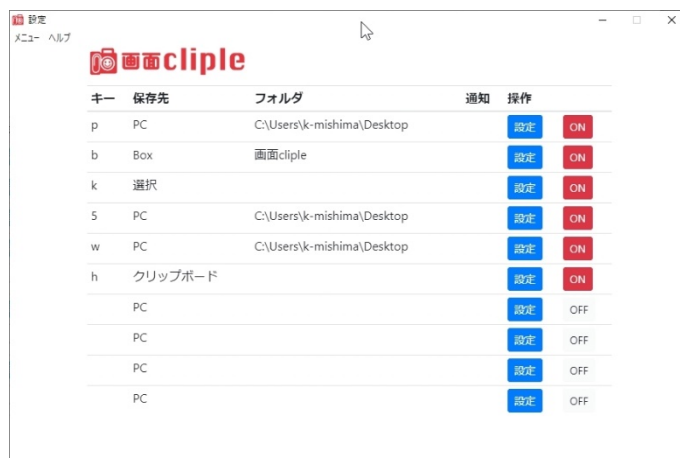 設定
メニュー ヘルプ
画面cliple
キー 保存先 フォルダ 通知 操作
p PC C:\Users\k-mishima\Desktop 設定 ON
b Box 画面cliple 設定 ON
k 選択 設定 ON
5 PC C:\Users\k-mishima\Desktop 設定 ON
w PC C:\Users\k-mishima\Desktop 設定 ON
h クリップボード 設定 ON
PC 設定 OFF
PC 設定 OFF
PC 設定 OFF
PC 設定 OFF